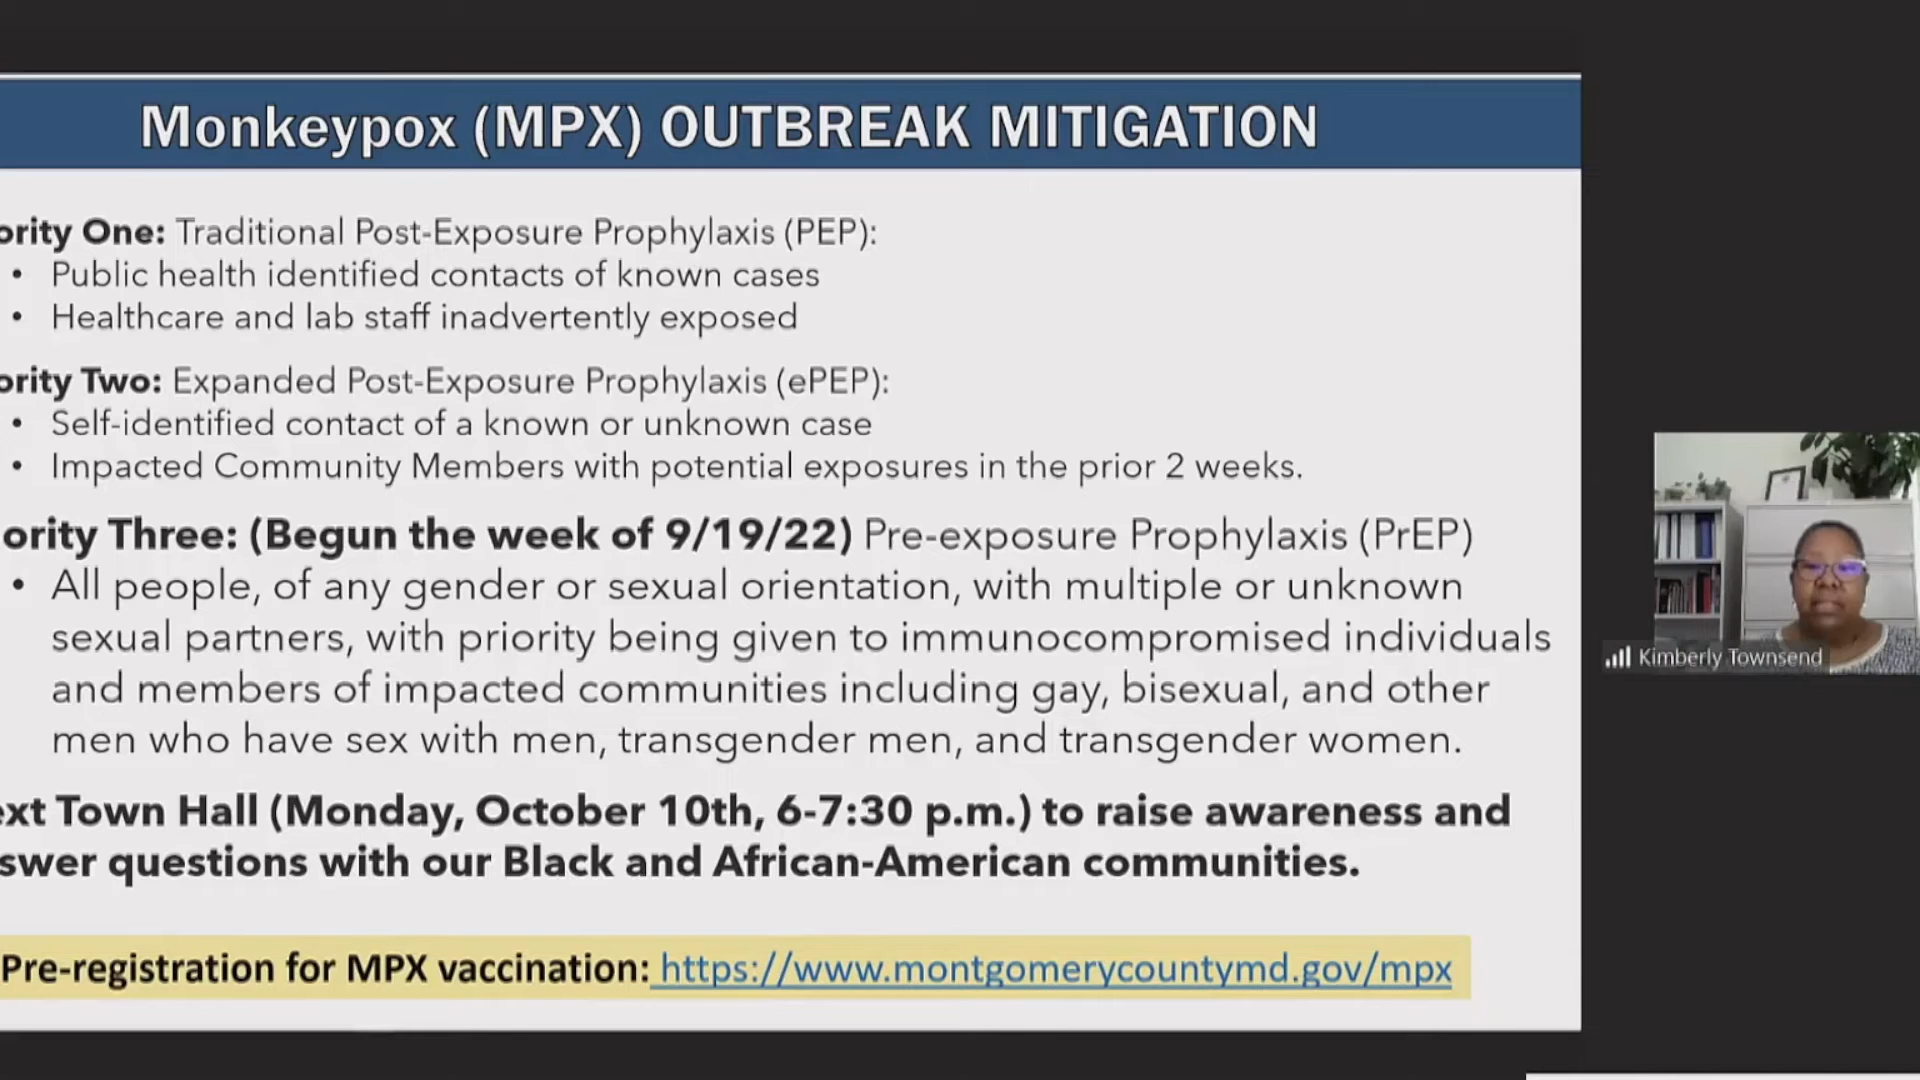 Monkeypox (MPX) OUTBREAK MITIGATION
ority One: Traditional Post-Exposure Prophylaxis (PEP):
• Public health identified contacts of known cases
• Healthcare and lab staff inadvertently exposed
ority Two: Expanded Post-Exposure Prophylaxis (ePEP):
• Self-identified contact of a known or unknown case
• Impacted Community Members with potential exposures in the prior 2 weeks.
ority Three: (Begun the week of 9/19/22) Pre-exposure Prophylaxis (PrEP)
• All people, of any gender or sexual orientation, with multiple or unknown
sexual partners, with priority being given to immunocompromised individuals
and members of impacted communities including gay, bisexual, and other
men who have sex with men, transgender men, and transgender women.
ext Town Hall (Monday, October 10th, 6-7:30 p.m.) to raise awareness and
swer questions with our Black and African-American communities.
Pre-registration for MPX vaccination: https://www.montgomerycountymd.gov/mpx
Kimberly Townsend